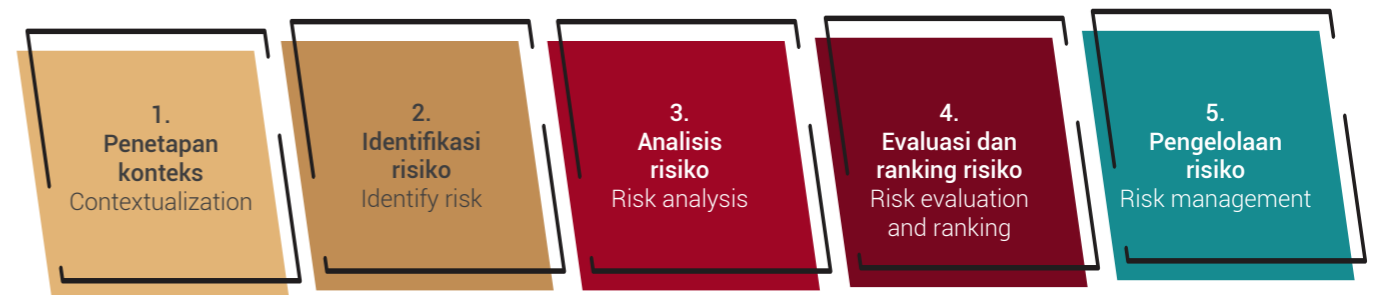 1.
Penetapan
konteks
Contextualization
2.
Identifikasi
risiko
Identify risk
3.
Analisis
risiko
Risk analysis
4.
Evaluasi dan
ranking risiko
Risk evaluation
and ranking
5.
Pengelolaan
risiko
Risk management